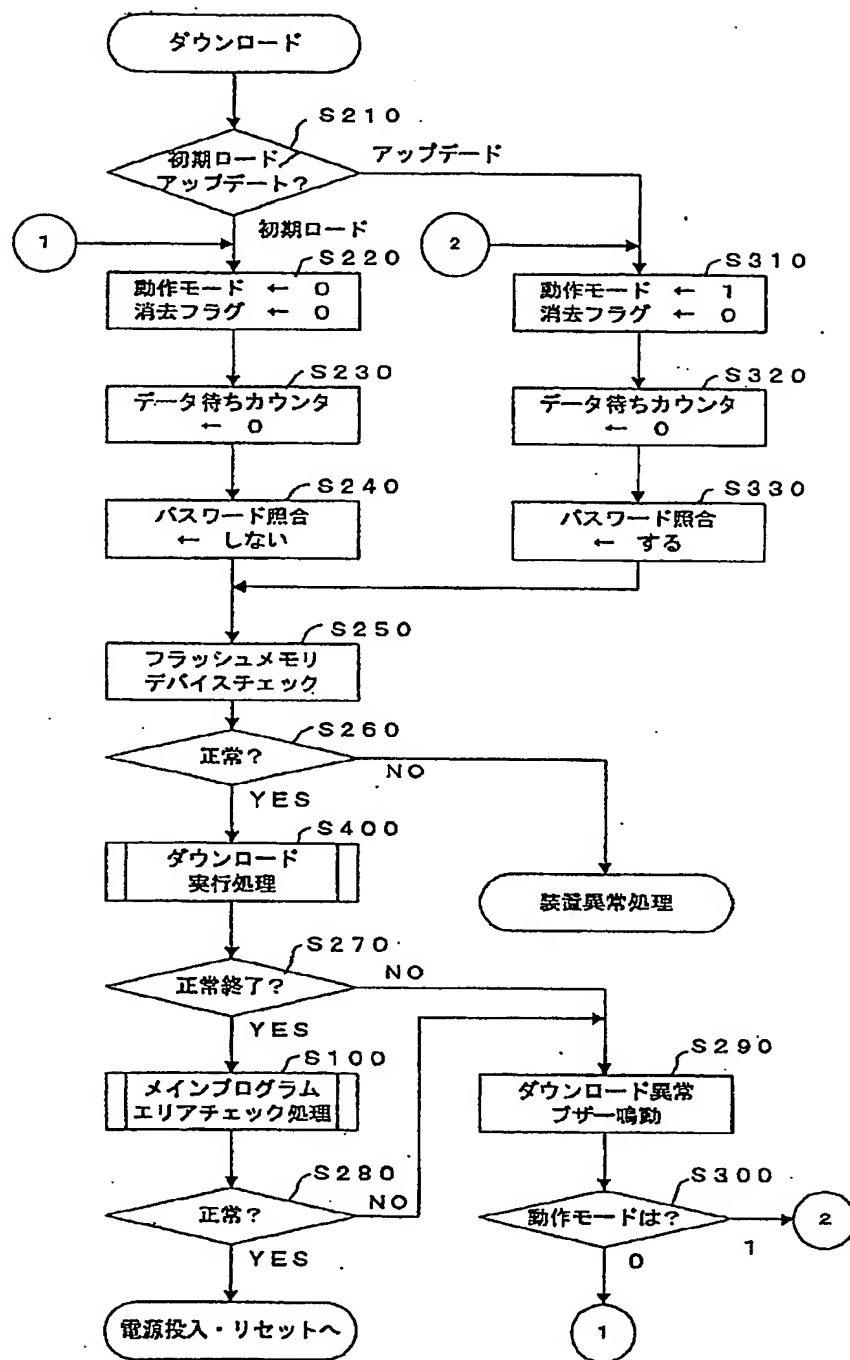 ダウンロード
S210
初期ロード
アップデート?
アップデード
初期ロード
1
2
S220
動作モード ← 0
消去フラグ ← 0
S310
動作モード ← 1
消去フラグ ← 0
S230
データ待ちカウンタ
← 0
S320
データ待ちカウンタ
← 0
S240
パスワード照合
← しない
S330
パスワード照合
← する
S250
フラッシュメモリ
デバイスチェック
S260
正常?
NO
YES
S400
ダウンロード
実行処理
装置異常処理
S270
正常終了?
NO
YES
S100
メインプログラム
エリアチェック処理
S290
ダウンロード異常
ブザー鳴動
S280
正常?
NO
YES
S300
動作モードは?
1
2
0
電源投入・リセットへ
1